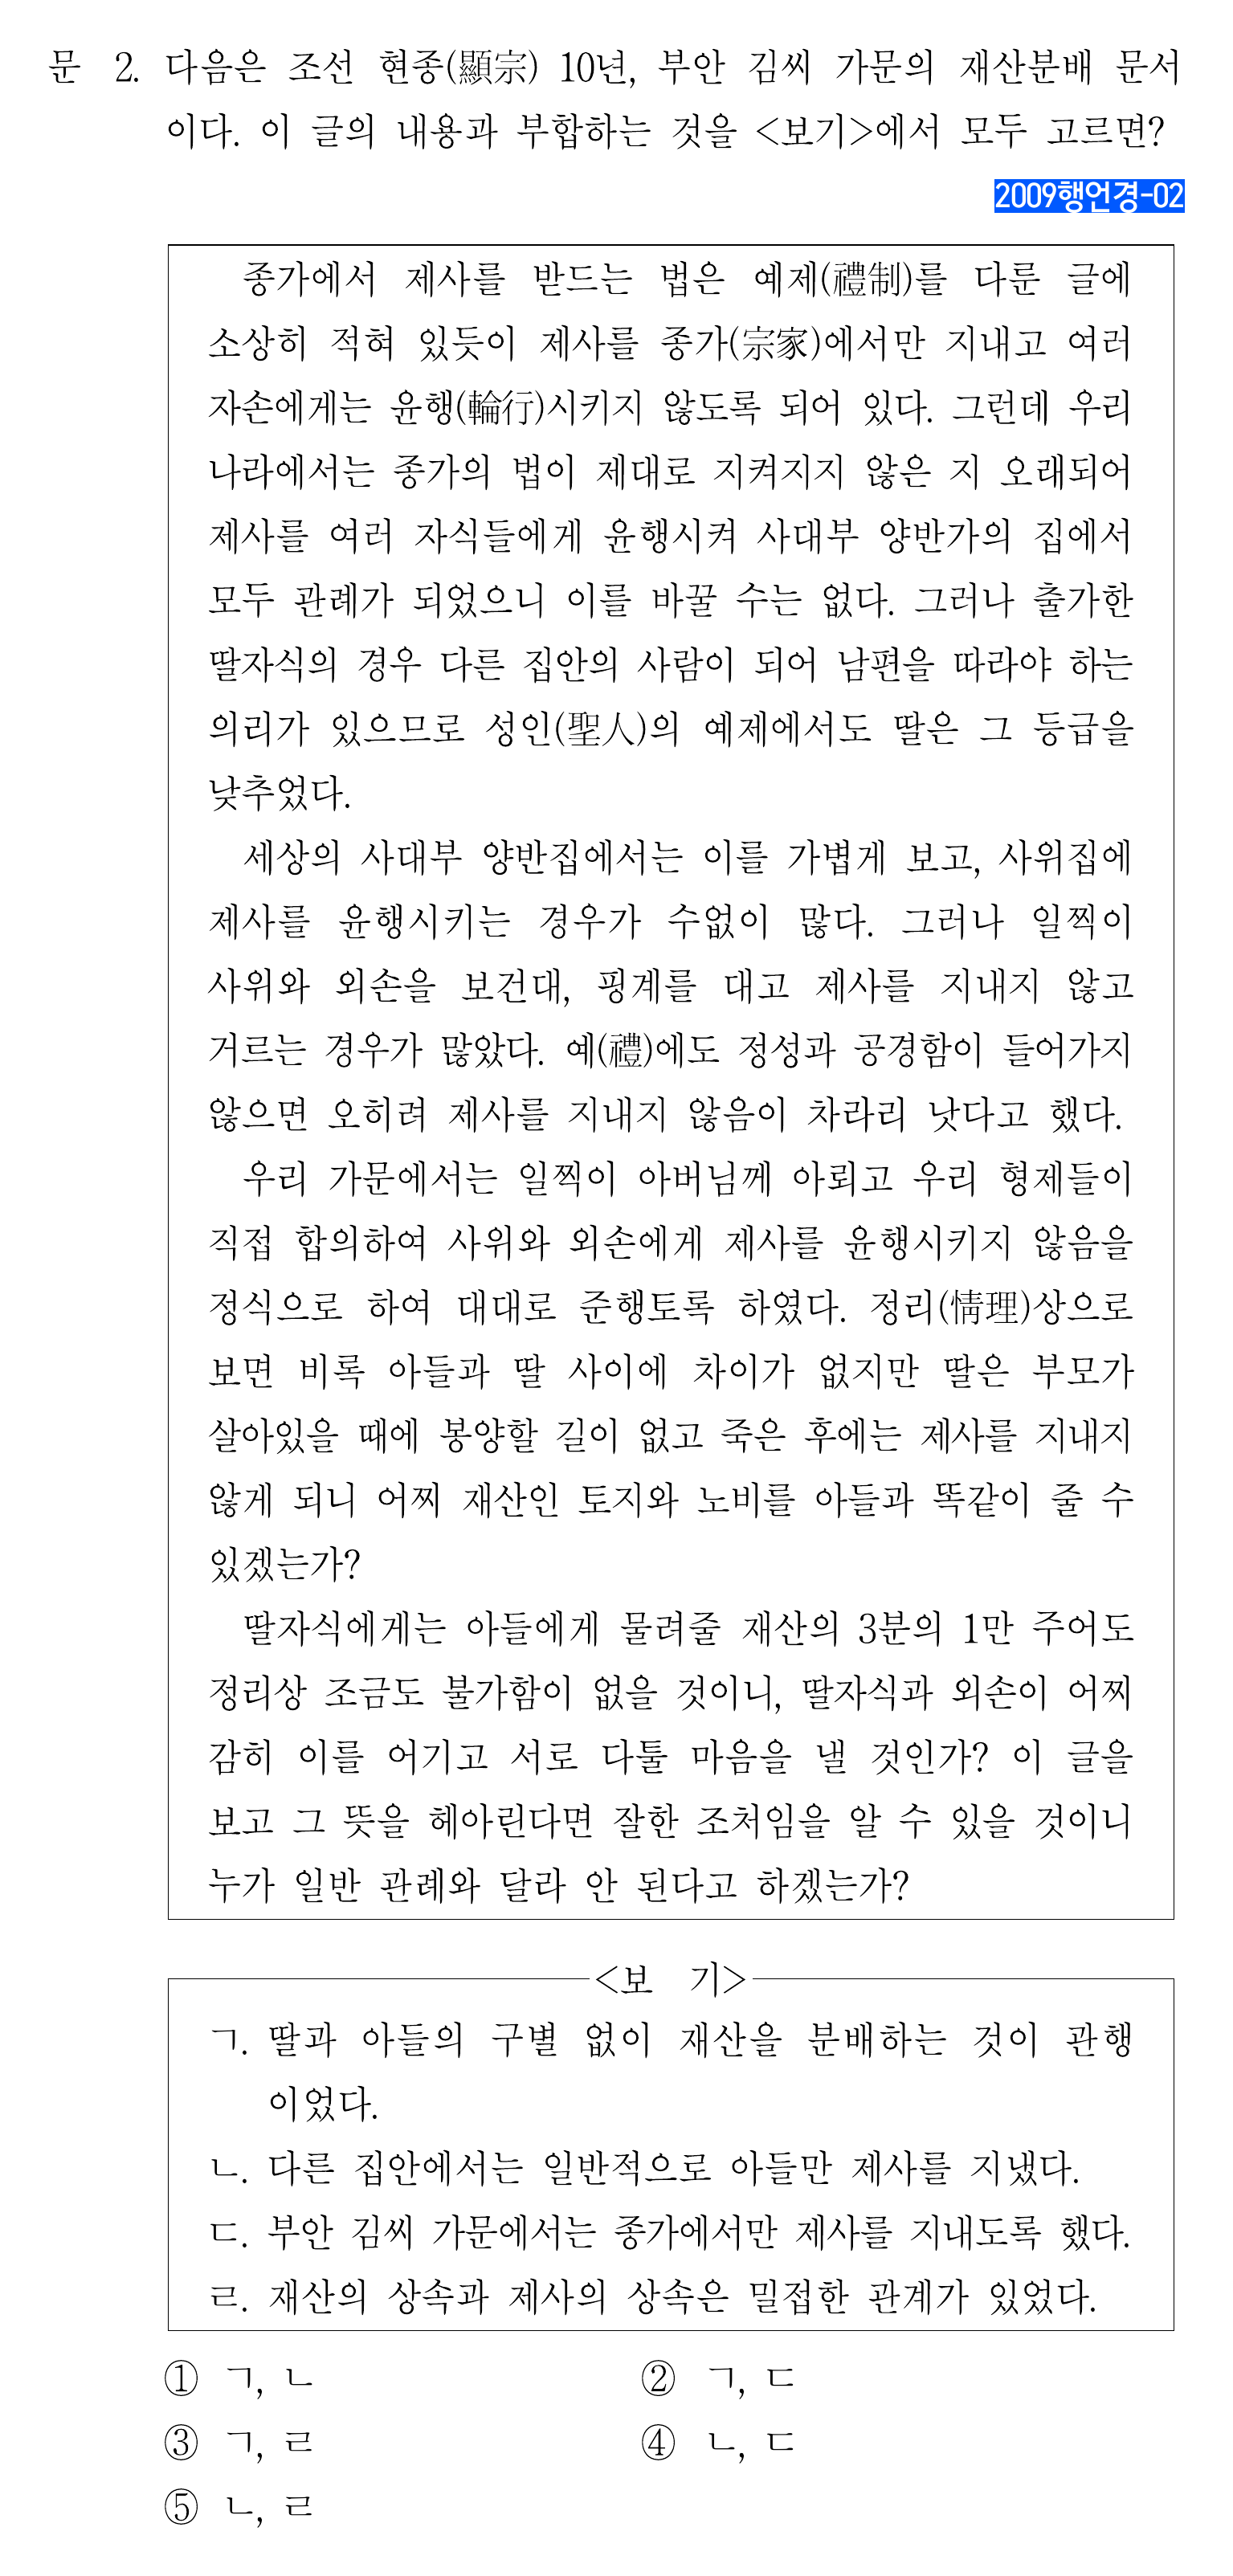 문 2. 다음은 조선 현종(顯宗) 10년, 부안 김씨 가문의 재산분배 문서
이다. 이 글의 내용과 부합하는 것을 <보기>에서 모두 고르면?
2009행언경-02
종가에서 제사를 받드는 법은 예제(禮制)를 다룬 글에
소상히 적혀 있듯이 제사를 종가(宗家)에서만 지내고 여러
자손에게는 윤행(輪行)시키지 않도록 되어 있다. 그런데 우리
나라에서는 종가의 법이 제대로 지켜지지 않은 지 오래되어
제사를 여러 자식들에게 윤행시켜 사대부 양반가의 집에서
모두 관례가 되었으니 이를 바꿀 수는 없다. 그러나 출가한
딸자식의 경우 다른 집안의 사람이 되어 남편을 따라야 하는
의리가 있으므로 성인(聖人)의 예제에서도 딸은 그 등급을
낮추었다.
세상의 사대부 양반집에서는 이를 가볍게 보고, 사위집에
제사를 윤행시키는 경우가 수없이 많다. 그러나 일찍이
사위와 외손을 보건대, 핑계를 대고 제사를 지내지 않고
거르는 경우가 많았다. 예(禮)에도 정성과 공경함이 들어가지
않으면 오히려 제사를 지내지 않음이 차라리 낫다고 했다.
우리 가문에서는 일찍이 아버님께 아뢰고 우리 형제들이
직접 합의하여 사위와 외손에게 제사를 윤행시키지 않음을
정식으로 하여 대대로 준행토록 하였다. 정리(情理)상으로
보면 비록 아들과 딸 사이에 차이가 없지만 딸은 부모가
살아있을 때에 봉양할 길이 없고 죽은 후에는 제사를 지내지
않게 되니 어찌 재산인 토지와 노비를 아들과 똑같이 줄 수
있겠는가?
딸자식에게는 아들에게 물려줄 재산의 3분의 1만 주어도
정리상 조금도 불가함이 없을 것이니, 딸자식과 외손이 어찌
감히 이를 어기고 서로 다툴 마음을 낼 것인가? 이 글을
보고 그 뜻을 헤아린다면 잘한 조처임을 알 수 있을 것이니
누가 일반 관례와 달라 안 된다고 하겠는가?
<보 기>
ㄱ. 딸과 아들의 구별 없이 재산을 분배하는 것이 관행
이었다.
ㄴ. 다른 집안에서는 일반적으로 아들만 제사를 지냈다.
ㄷ. 부안 김씨 가문에서는 종가에서만 제사를 지내도록 했다.
ㄹ. 재산의 상속과 제사의 상속은 밀접한 관계가 있었다.
① ㄱ, ㄴ ② ㄱ, ㄷ
③ ㄱ, ㄹ ④ ㄴ, ㄷ
⑤ ㄴ, ㄹ